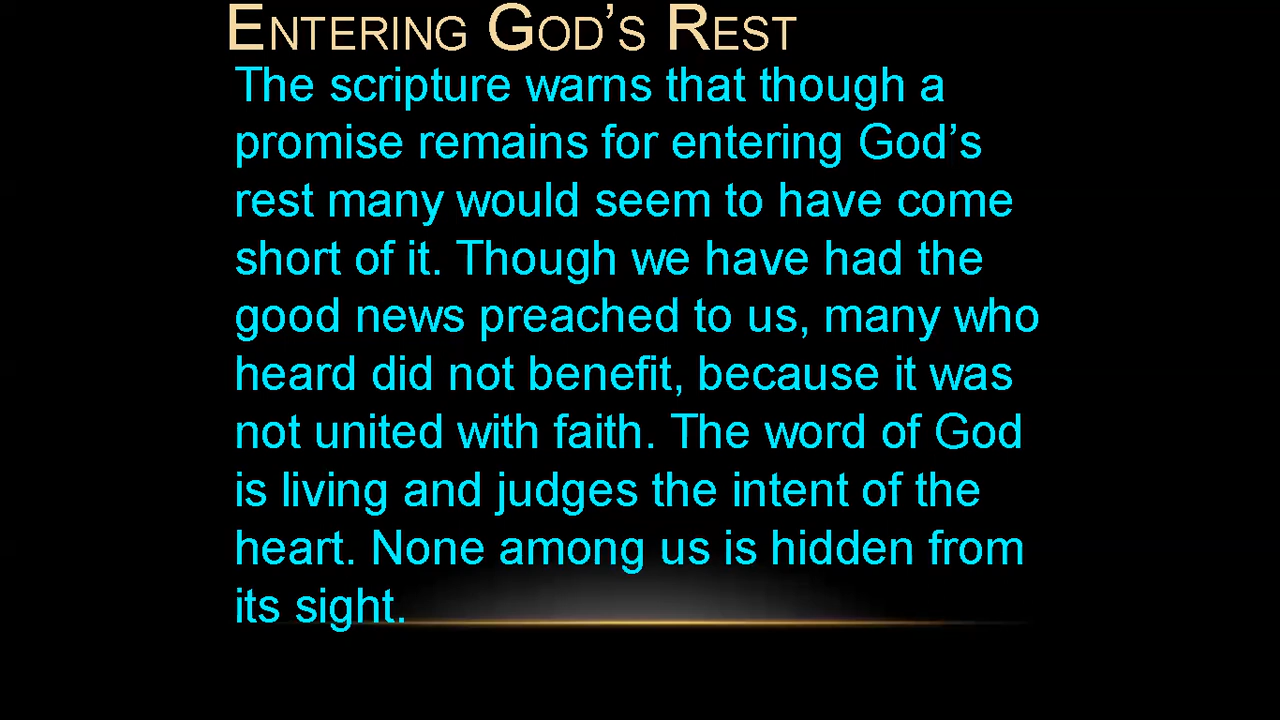 ENTERING GOD’S REST
The scripture warns that though a
promise remains for entering God’s
rest many would seem to have come
short of it. Though we have had the
good news preached to us, many who
heard did not benefit, because it was
not united with faith. The word of God
is living and judges the intent of the
heart. None among us is hidden from
its sight.